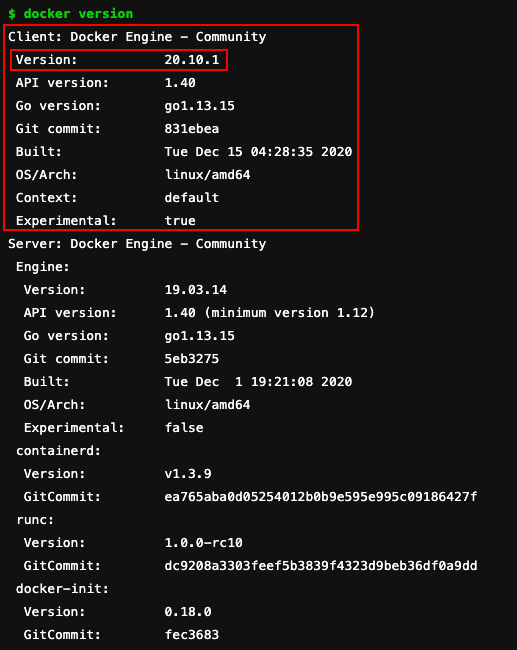 $ docker version
Client: Docker Engine - Community
Version: 20.10.1
API version: 1.40
Go version: go1.13.15
Git commit: 831ebea
Built: Tue Dec 15 04:28:35 2020
OS/Arch: linux/amd64
Context: default
Experimental: true
Server: Docker Engine - Community
Engine:
Version: 19.03.14
API version: 1.40 (minimum version 1.12)
Go version: go1.13.15
Git commit: 5eb3275
Built: Tue Dec  1 19:21:08 2020
OS/Arch: linux/amd64
Experimental: false
containerd:
Version: v1.3.9
GitCommit: ea765aba0d05254012b0b9e595e995c09186427f
runc:
Version: 1.0.0-rc10
GitCommit: dc9208a3303feef5b3839f4323d9beb36df0a9dd
docker-init:
Version: 0.18.0
GitCommit: fec3683